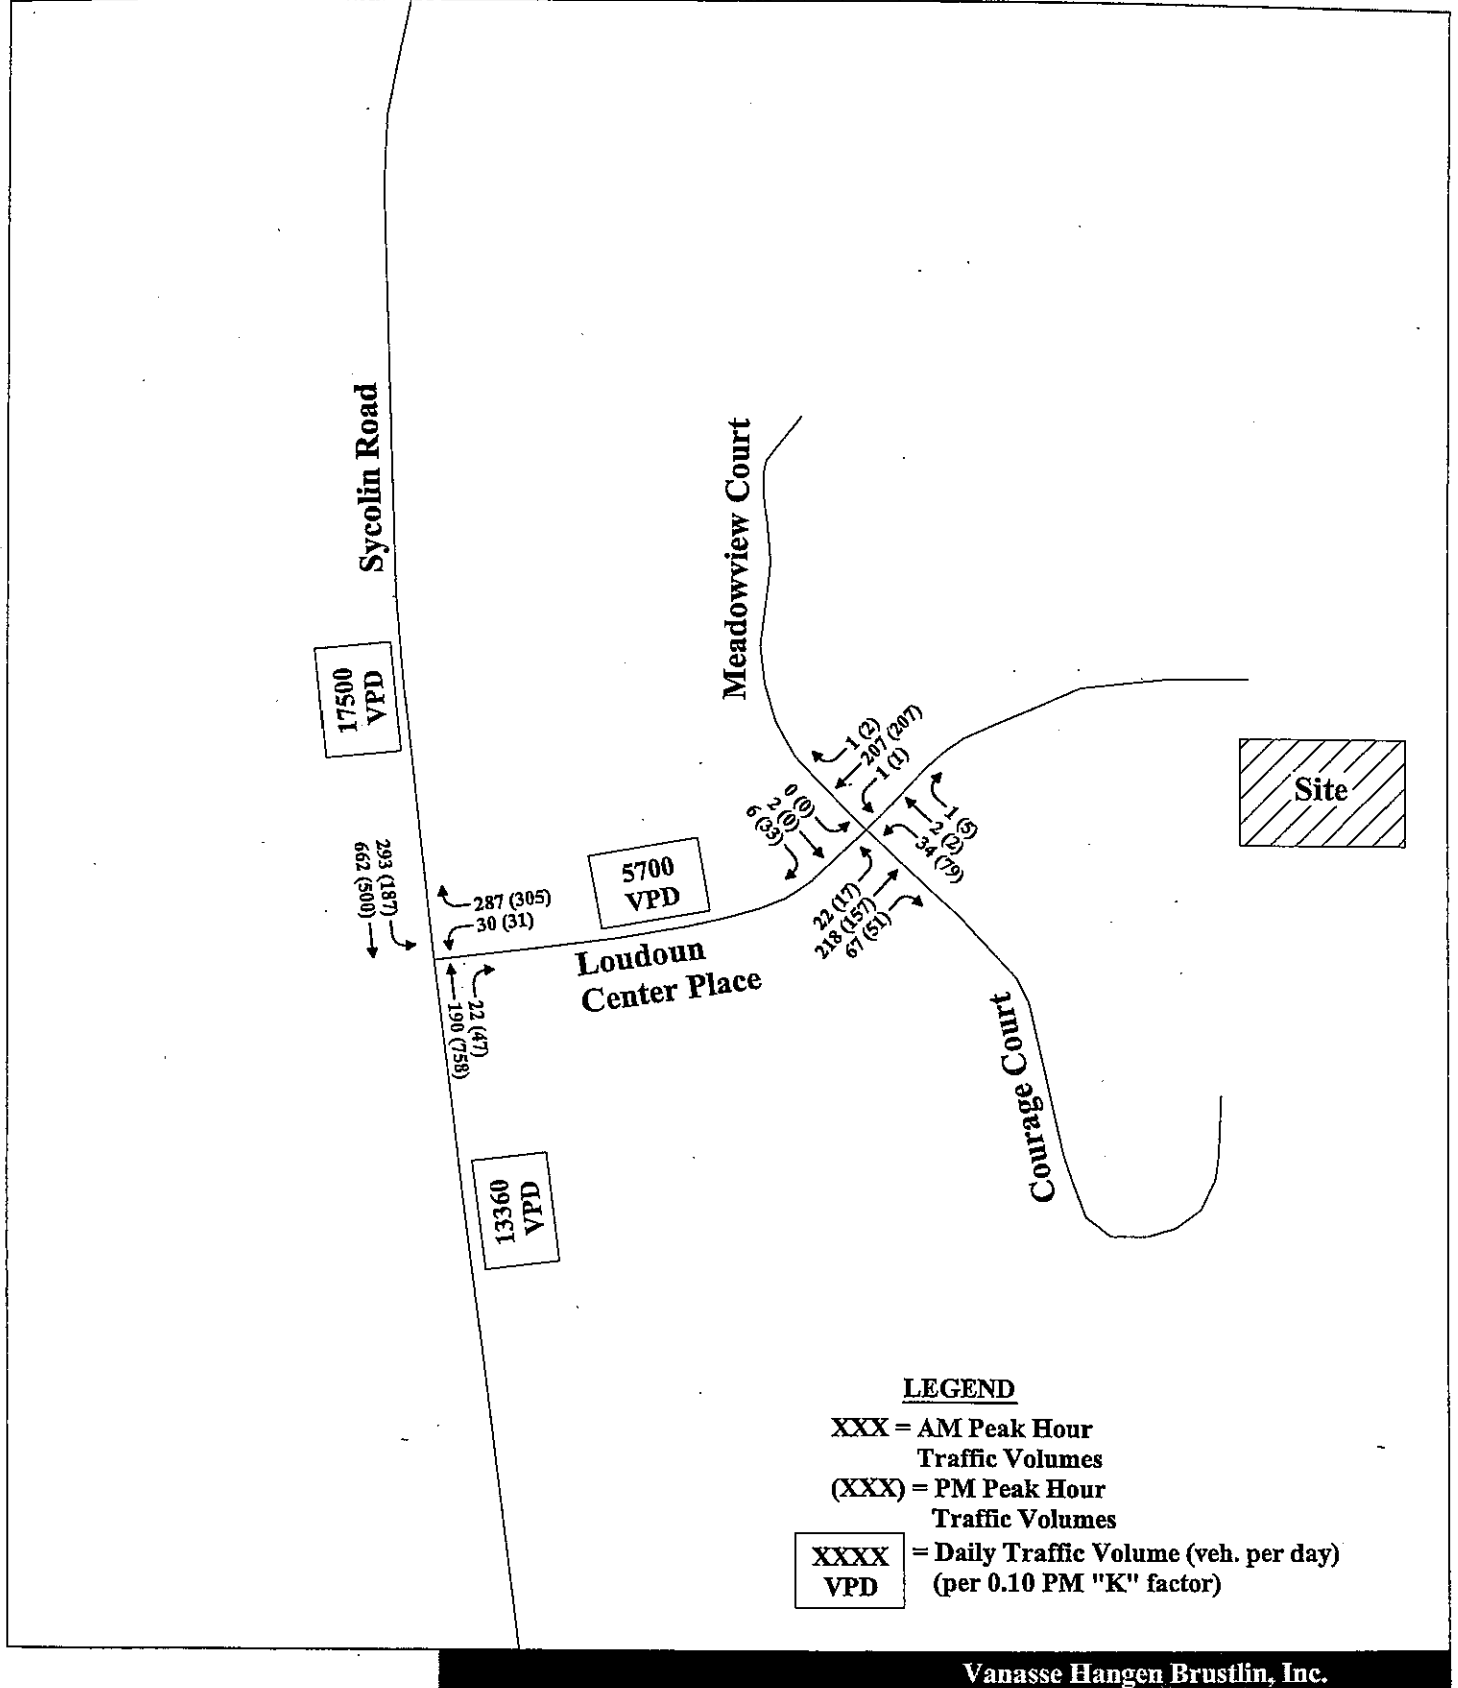 Sycolin Road
17500
VPD
Meadowview Court
1 (2)
207 (207)
1 (1)
0 (0)
2 (0)
6 (33)
1 (5)
2 (2)
34 (79)
22 (17)
218 (157)
67 (51)
Site
5700
VPD
293 (187)
662 (500)
287 (305)
30 (31)
Loudoun
Center Place
22 (47)
190 (758)
Courage Court
13360
VPD
LEGEND
XXX = AM Peak Hour
Traffic Volumes
(XXX) = PM Peak Hour
Traffic Volumes
XXXX
VPD
= Daily Traffic Volume (veh. per day)
(per 0.10 PM "K" factor)
Vanasse Hangen Brustlin, Inc.